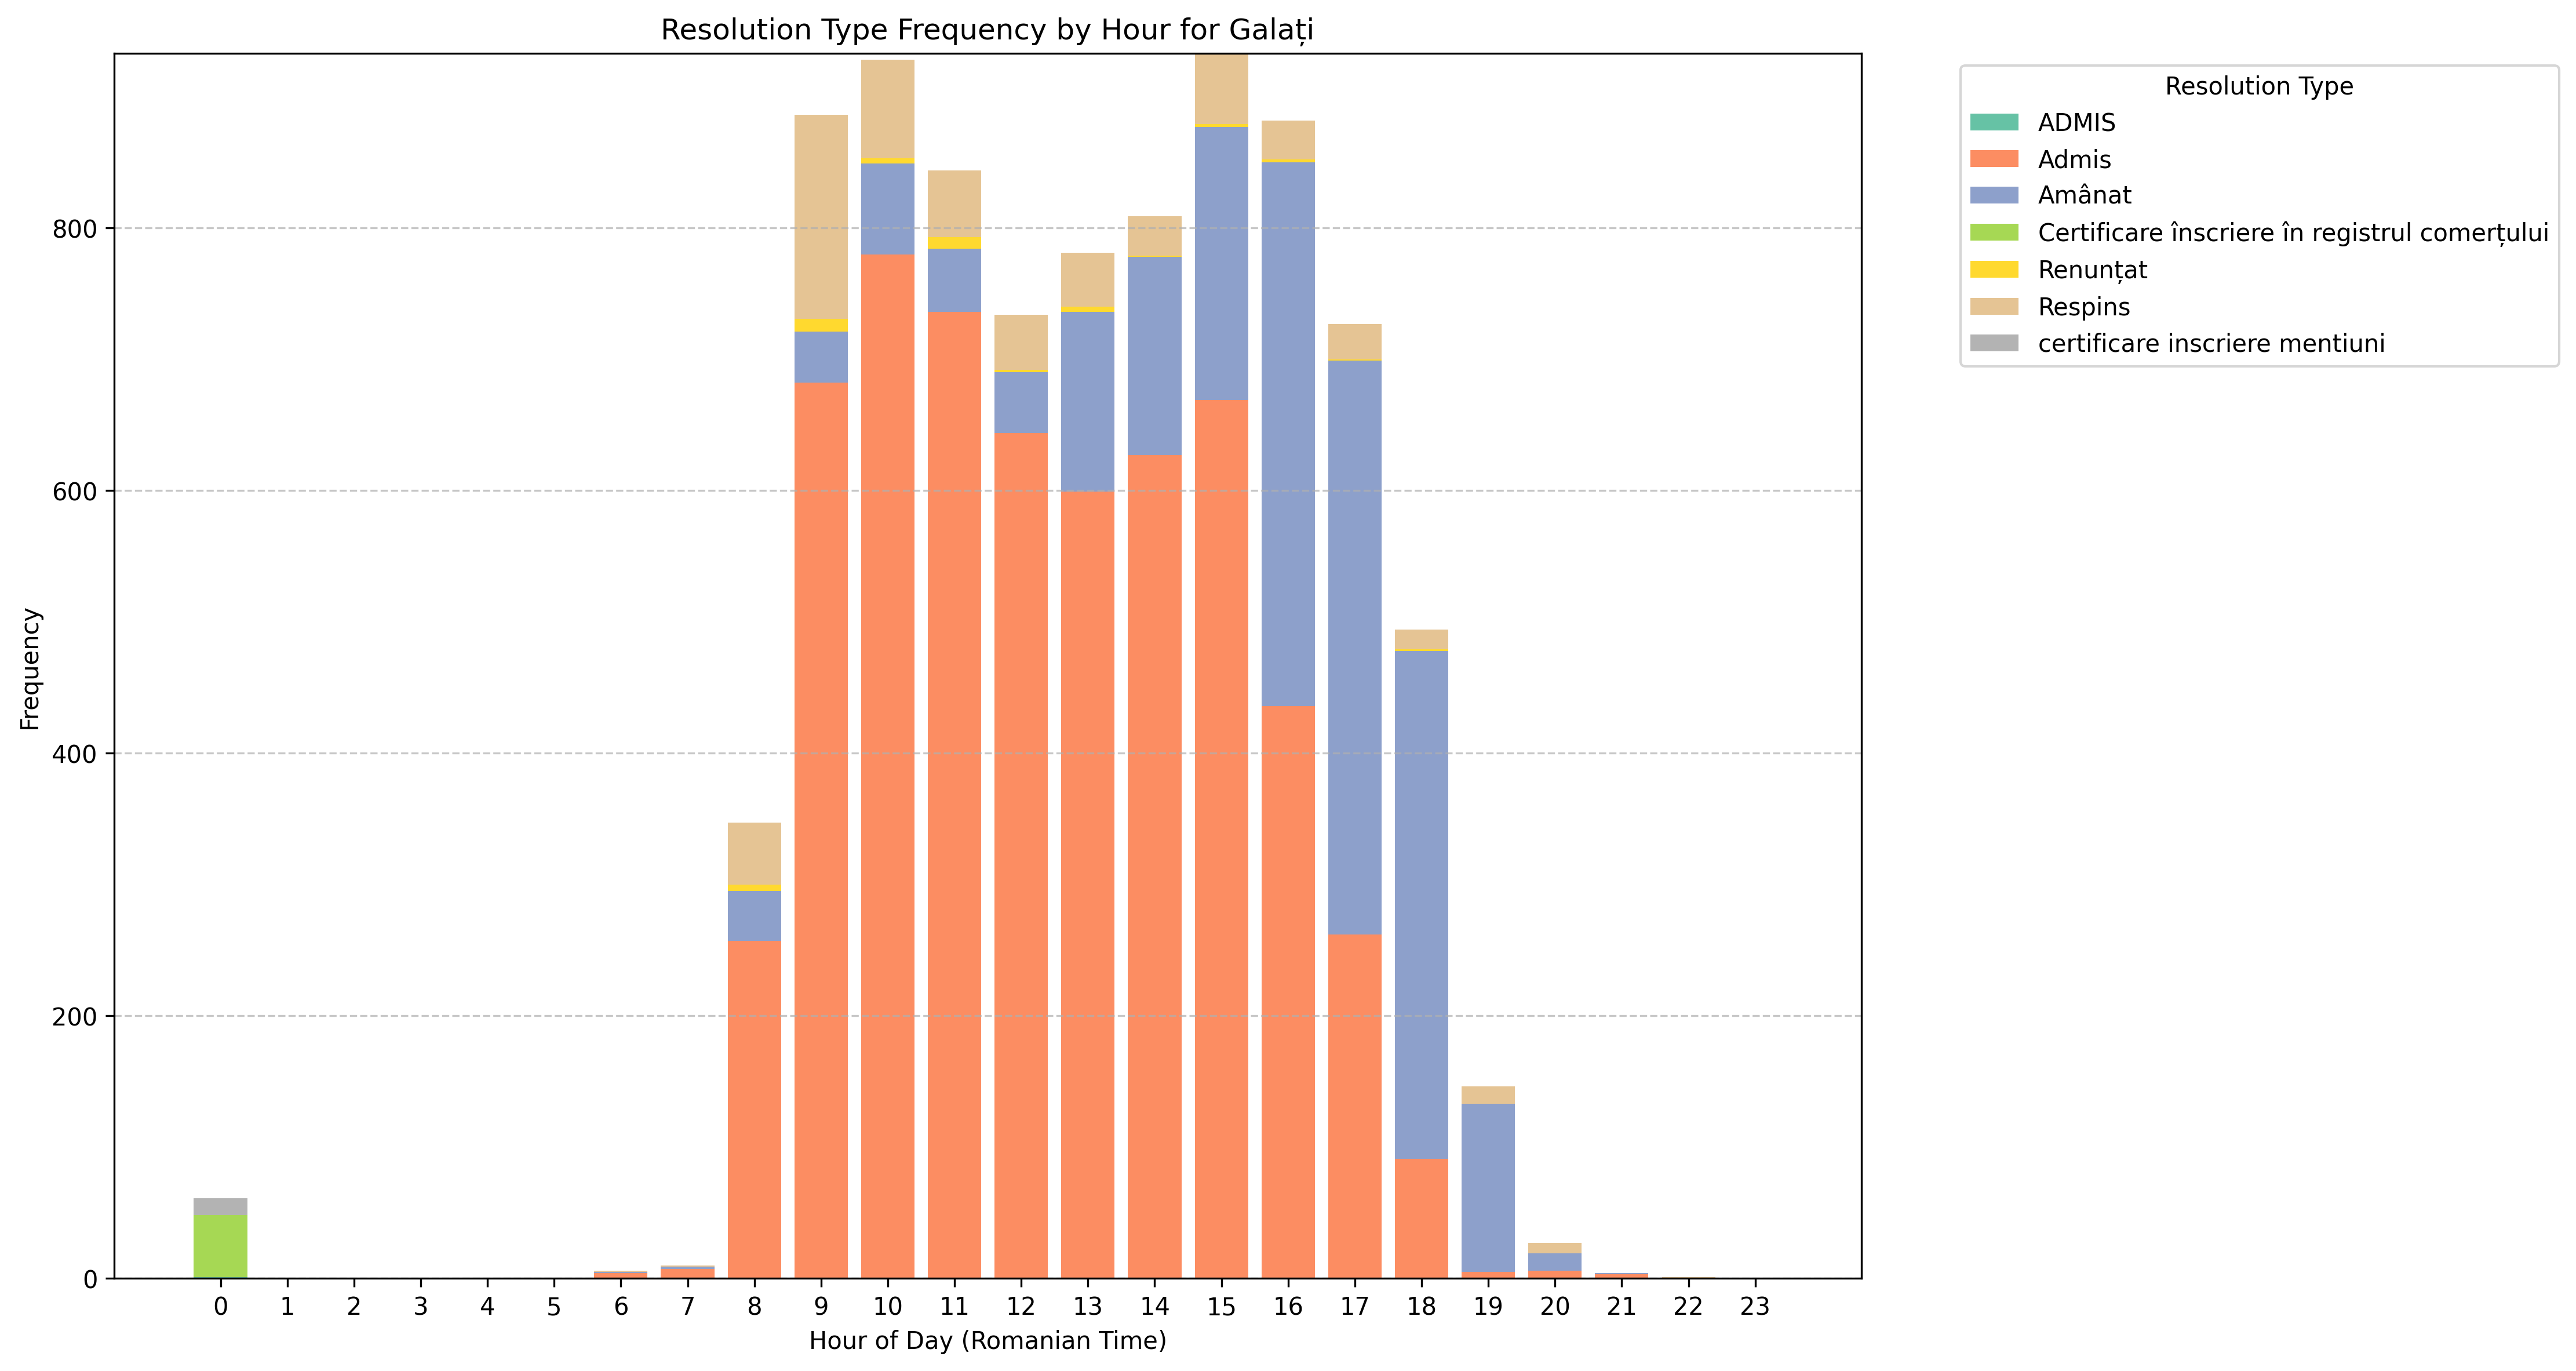 Resolution Type Frequency by Hour for Galați
Resolution Type
ADMIS
Admis
Amânat
Certificare înscriere în registrul comerțului
Renunțat
Respins
certificare inscriere mentiuni
Frequency
800
600
400
200
0
0 1 2 3 4 5 6 7 8 9 10 11 12 13 14 15 16 17 18 19 20 21 22 23
Hour of Day (Romanian Time)